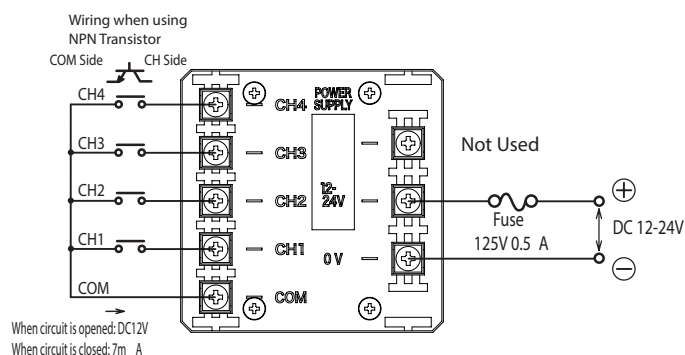 Wiring when using
NPN Transistor
COM Side CH Side
CH4
CH3
CH2
CH1
COM
When circuit is opened: DC12V
When circuit is closed: 7m A
POWER
CH4 SUPPLY
CH3
CH2
CH1
COM
12-
24V
0 V
Not Used
Fuse
125V 0.5 A
+
DC 12-24V
−